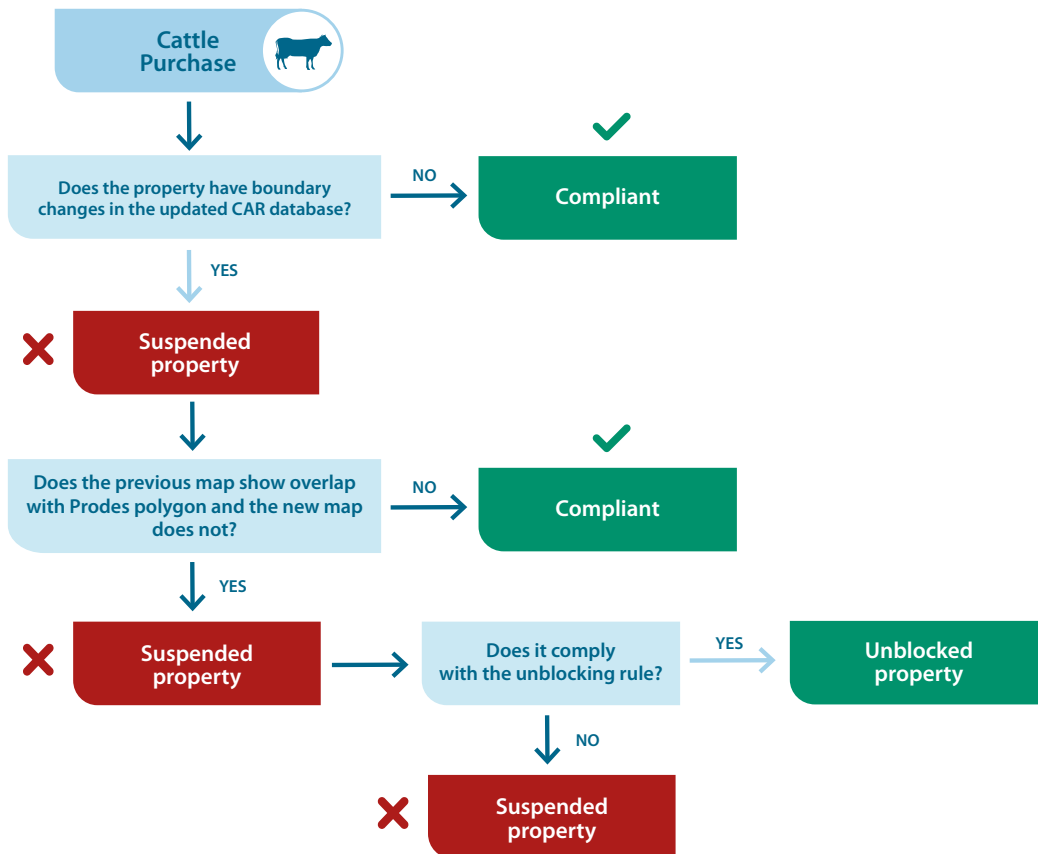 Cattle
Purchase
Does the property have boundary
changes in the updated CAR database?
NO
Compliant
YES
Suspended
property
Does the previous map show overlap
with Prodes polygon and the new map
does not?
NO
Compliant
YES
Suspended
property
Does it comply
with the unblocking rule?
YES
Unblocked
property
NO
Suspended
property